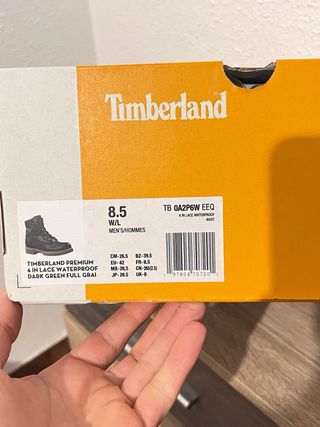 Timberland
8.5
W/L
MEN'S/HOMMES
TB 0A2P6W EEQ
6 IN LACE WATERPROOF
BOOT
TIMBERLAND PREMIUM
6 IN LACE WATERPROOF
DARK GREEN FULL GRAI
CM-26.5 BZ-39.5
EU- 42 FR-8.5
MX-26,5 CN-265(2.5)
JP-26.5 UK-8